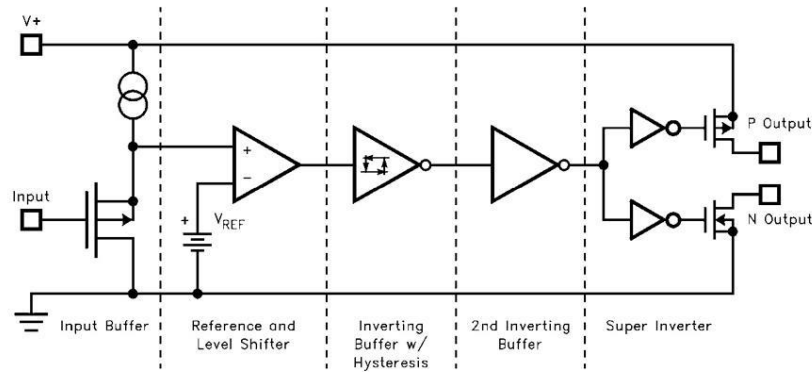 V+
P Output
Input
+
−
+
VREF
N Output
Input Buffer
Reference and
Level Shifter
Inverting
Buffer w/
Hysteresis
2nd Inverting
Buffer
Super Inverter